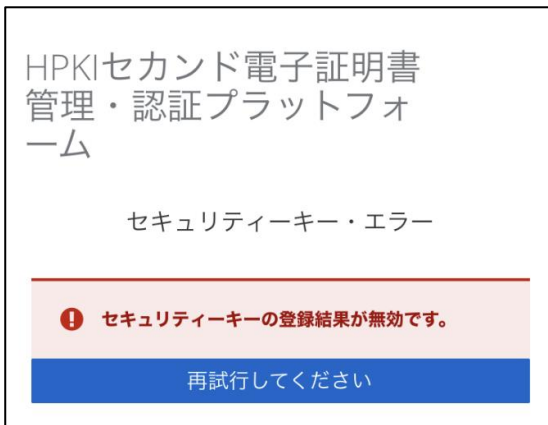 HPKIセカンド電子証明書
管理・認証プラットフォ
ーム
セキュリティーキー・エラー
セキュリティーキーの登録結果が無効です。
再試行してください